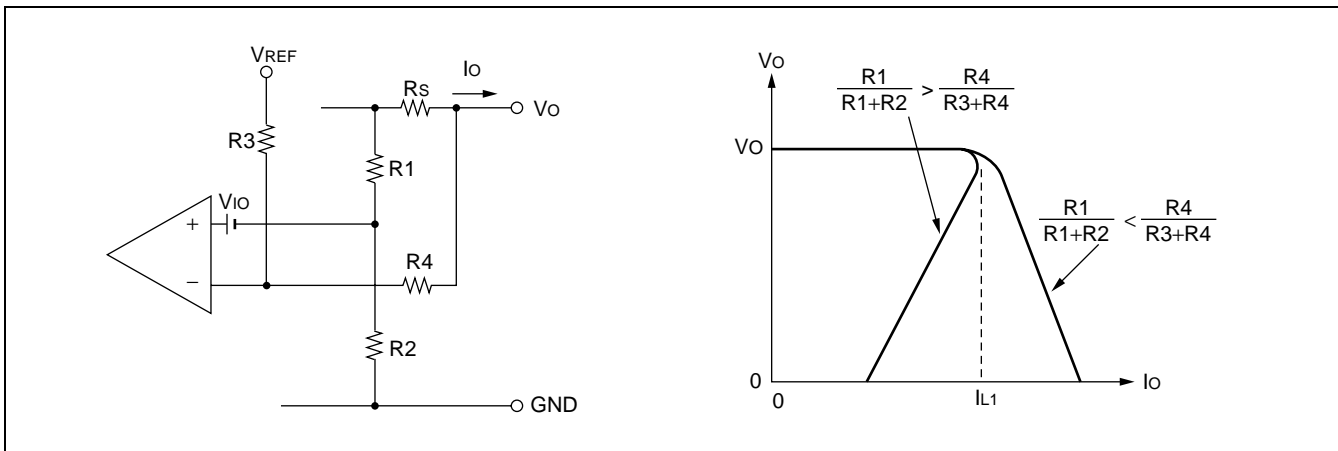 VREF
IO
RS
VO
R3
R1
VIO
+
R4
−
R2
GND
VO
R1
R1+R2
>
R4
R3+R4
VO
R1
R1+R2
<
R4
R3+R4
0
0
IL1
IO